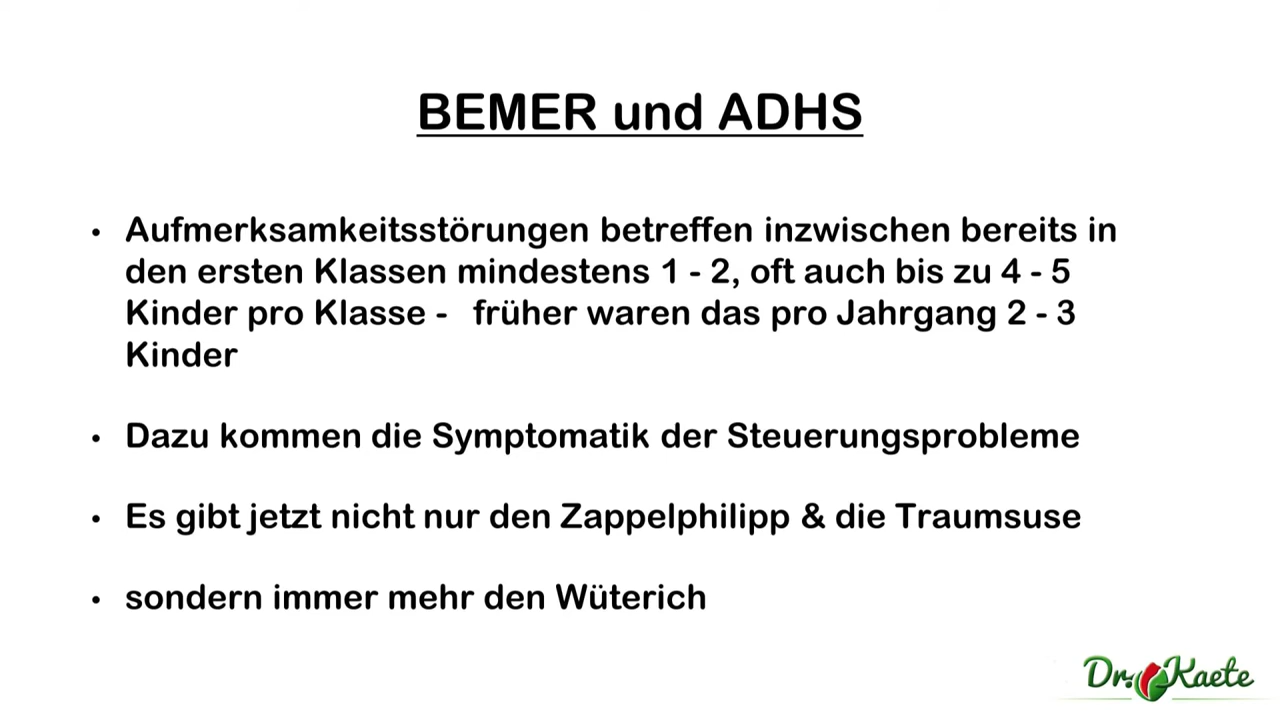 BEMER und ADHS
• Aufmerksamkeitsstörungen betreffen inzwischen bereits in
den ersten Klassen mindestens 1 - 2, oft auch bis zu 4 - 5
Kinder pro Klasse - früher waren das pro Jahrgang 2 - 3
Kinder
• Dazu kommen die Symptomatik der Steuerungsprobleme
• Es gibt jetzt nicht nur den Zappelphilipp & die Traumsuse
• sondern immer mehr den Wüterich
Dr. Kaete